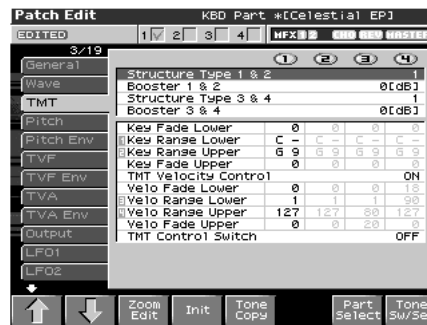 Patch Edit KBD Part *[Celestial EP]
EDITED 1 2 3 4 MFX 1 2 CHO REV MASTER
3/19
General
Wave
TMT
Pitch
Pitch Env
TVF
TVF Env
TVA
TVA Env
Output
LFO1
LFO2
1 2 3 4
Structure Type 1 & 2 1
Booster 1 & 2 0[dB]
Structure Type 3 & 4 1
Booster 3 & 4 0[dB]
Key Fade Lower 0 0 0 0
Key Range Lower C - C - C - C -
Key Range Upper G 9 G 9 G 9 G 9
Key Fade Upper 0 0 0 0
TMT Velocity Control ON
Velo Fade Lower 0 0 0 18
Velo Range Lower 1 1 1 90
Velo Range Upper 127 127 80 127
Velo Fade Upper 0 0 20 0
TMT Control Switch OFF
Zoom Edit
Init
Tone Copy
Part Select
Tone Sw/Se